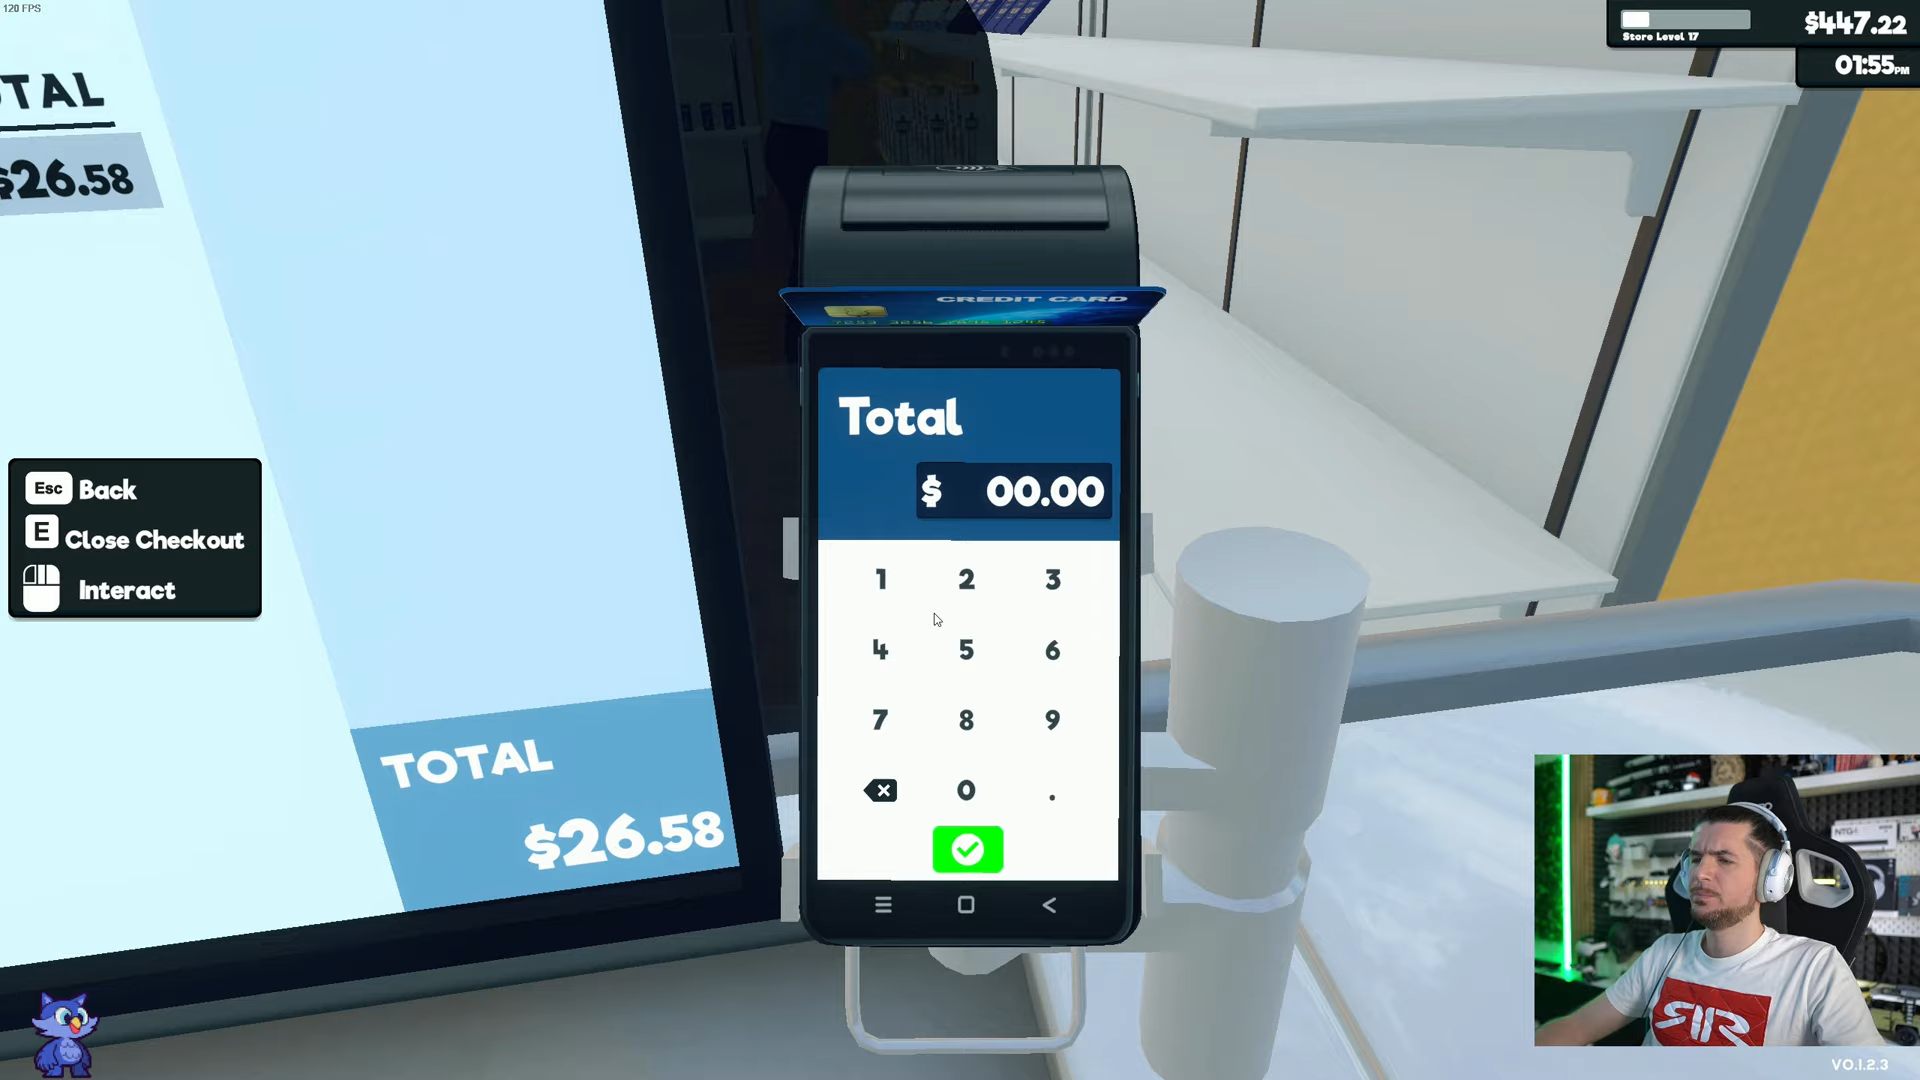 120 FPS
$447.22
Store Level 17
01:55PM
TAL
$26.58
CREDIT CARD
Total
$ 00.00
Esc Back
E Close Checkout
Interact
1 2 3
4 5 6
7 8 9
0 .
TOTAL
$26.58
V0.1.2.3